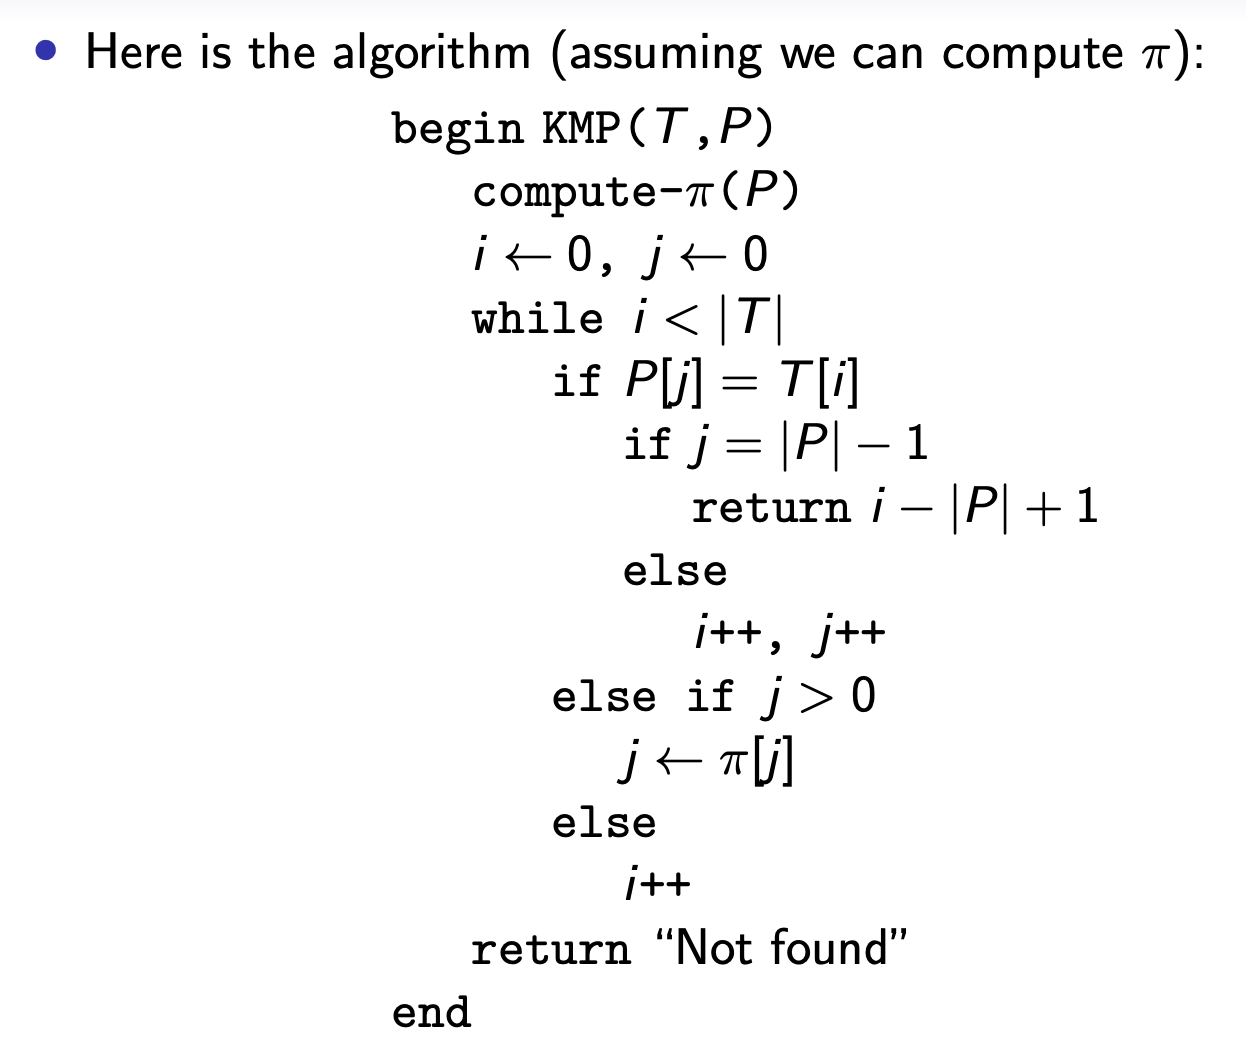 • Here is the algorithm (assuming we can compute π):
begin KMP(T,P)
compute-π(P)
i ← 0, j ← 0
while i < |T|
if P[j] = T[i]
if j = |P| − 1
return i − |P| + 1
else
i++, j++
else if j > 0
j ← π[j]
else
i++
return “Not found”
end